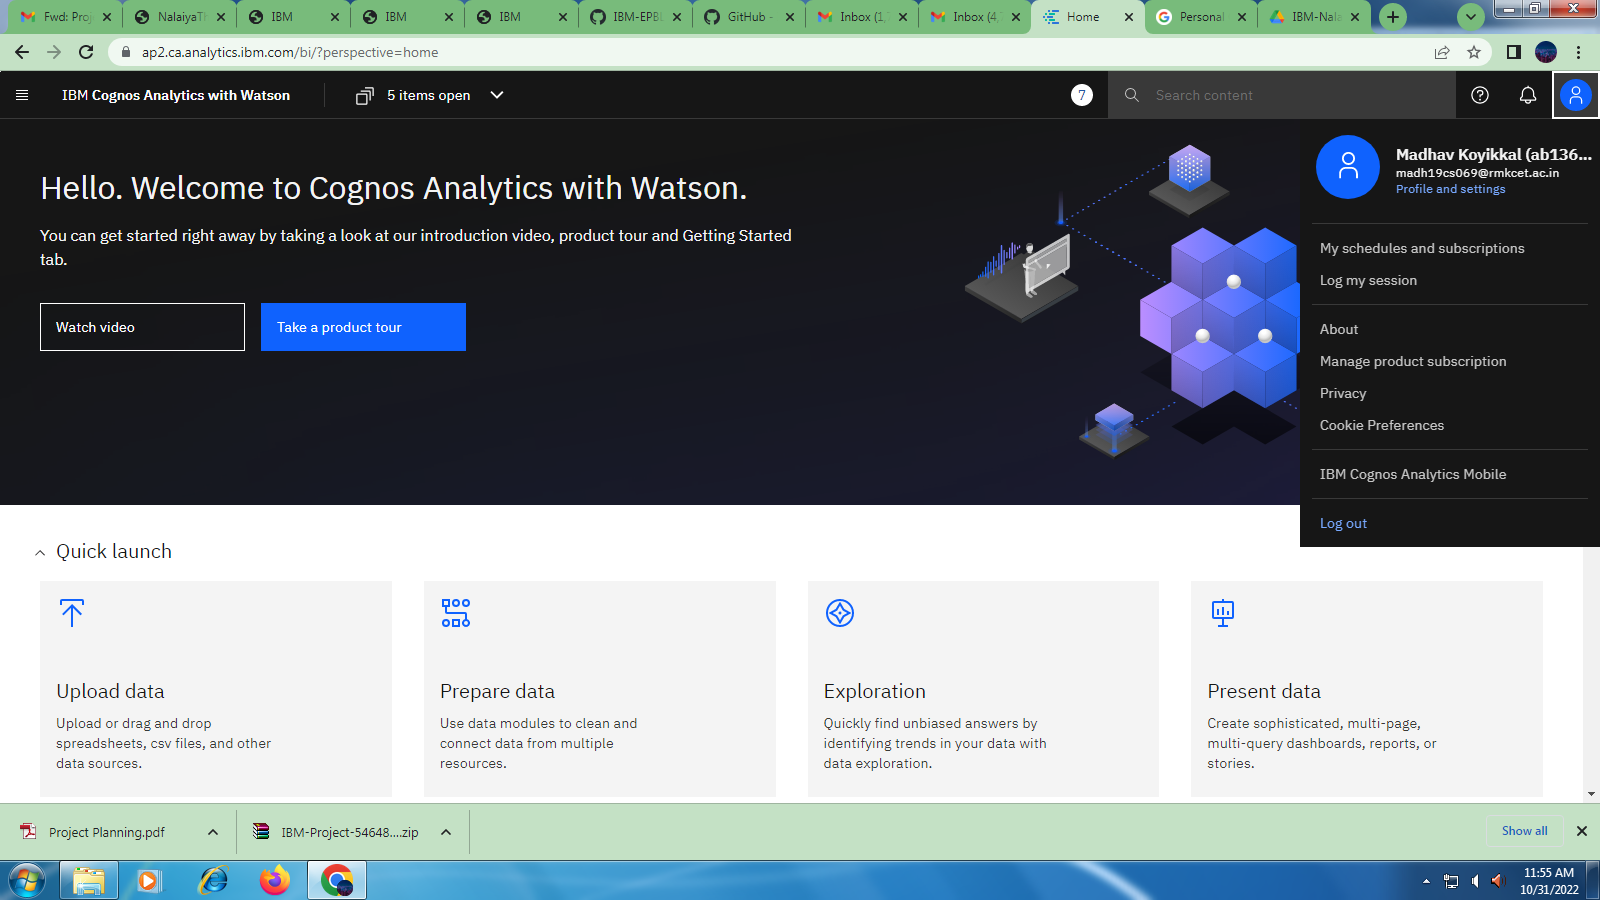 Fwd: Proj
NalaiyaTh
IBM
IBM
IBM
IBM-EPBL
GitHub -
Inbox (1,
Inbox (4,
Home
Personal
IBM-Nala
ap2.ca.analytics.ibm.com/bi/?perspective=home
IBM Cognos Analytics with Watson
5 items open
7
Search content
Hello. Welcome to Cognos Analytics with Watson.
You can get started right away by taking a look at our introduction video, product tour and Getting Started
tab.
Watch video
Take a product tour
Madhav Koyikkal (ab136...
madh19cs069@rmkcet.ac.in
Profile and settings
My schedules and subscriptions
Log my session
About
Manage product subscription
Privacy
Cookie Preferences
IBM Cognos Analytics Mobile
Log out
Quick launch
Upload data
Upload or drag and drop
spreadsheets, csv files, and other
data sources.
Prepare data
Use data modules to clean and
connect data from multiple
resources.
Exploration
Quickly find unbiased answers by
identifying trends in your data with
data exploration.
Present data
Create sophisticated, multi-page,
multi-query dashboards, reports, or
stories.
Project Planning.pdf
IBM-Project-54648....zip
Show all
11:55 AM
10/31/2022